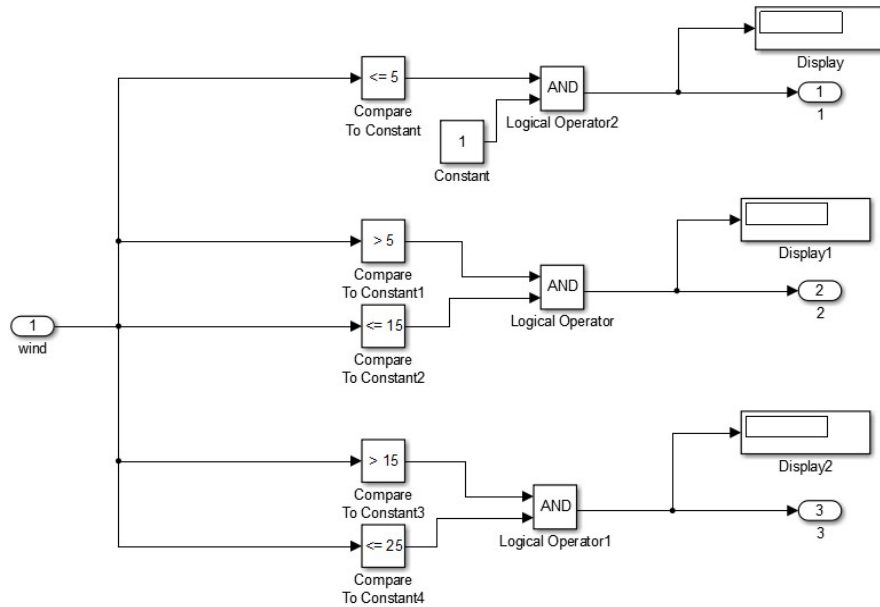 <= 5
Compare
To Constant
1
Constant
AND
Logical Operator2
Display
1
1
> 5
Compare
To Constant1
<= 15
Compare
To Constant2
AND
Logical Operator
Display1
2
2
1
wind
> 15
Compare
To Constant3
<= 25
Compare
To Constant4
AND
Logical Operator1
Display2
3
3